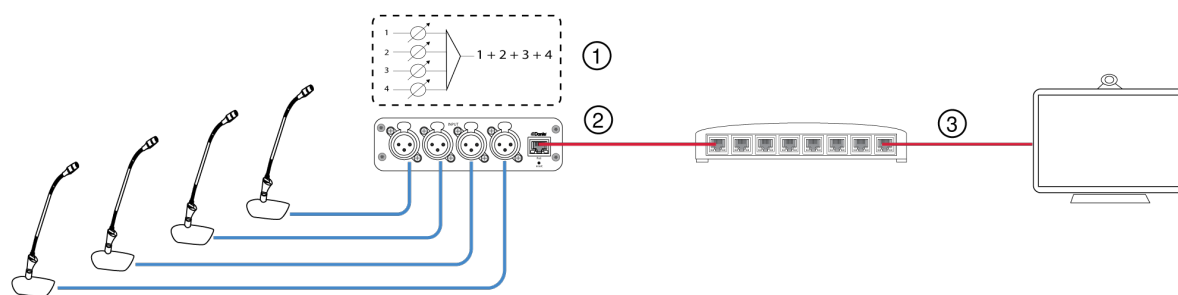 1
2
3
4
1 + 2 + 3 + 4
①
INPUT
Dante
②
③